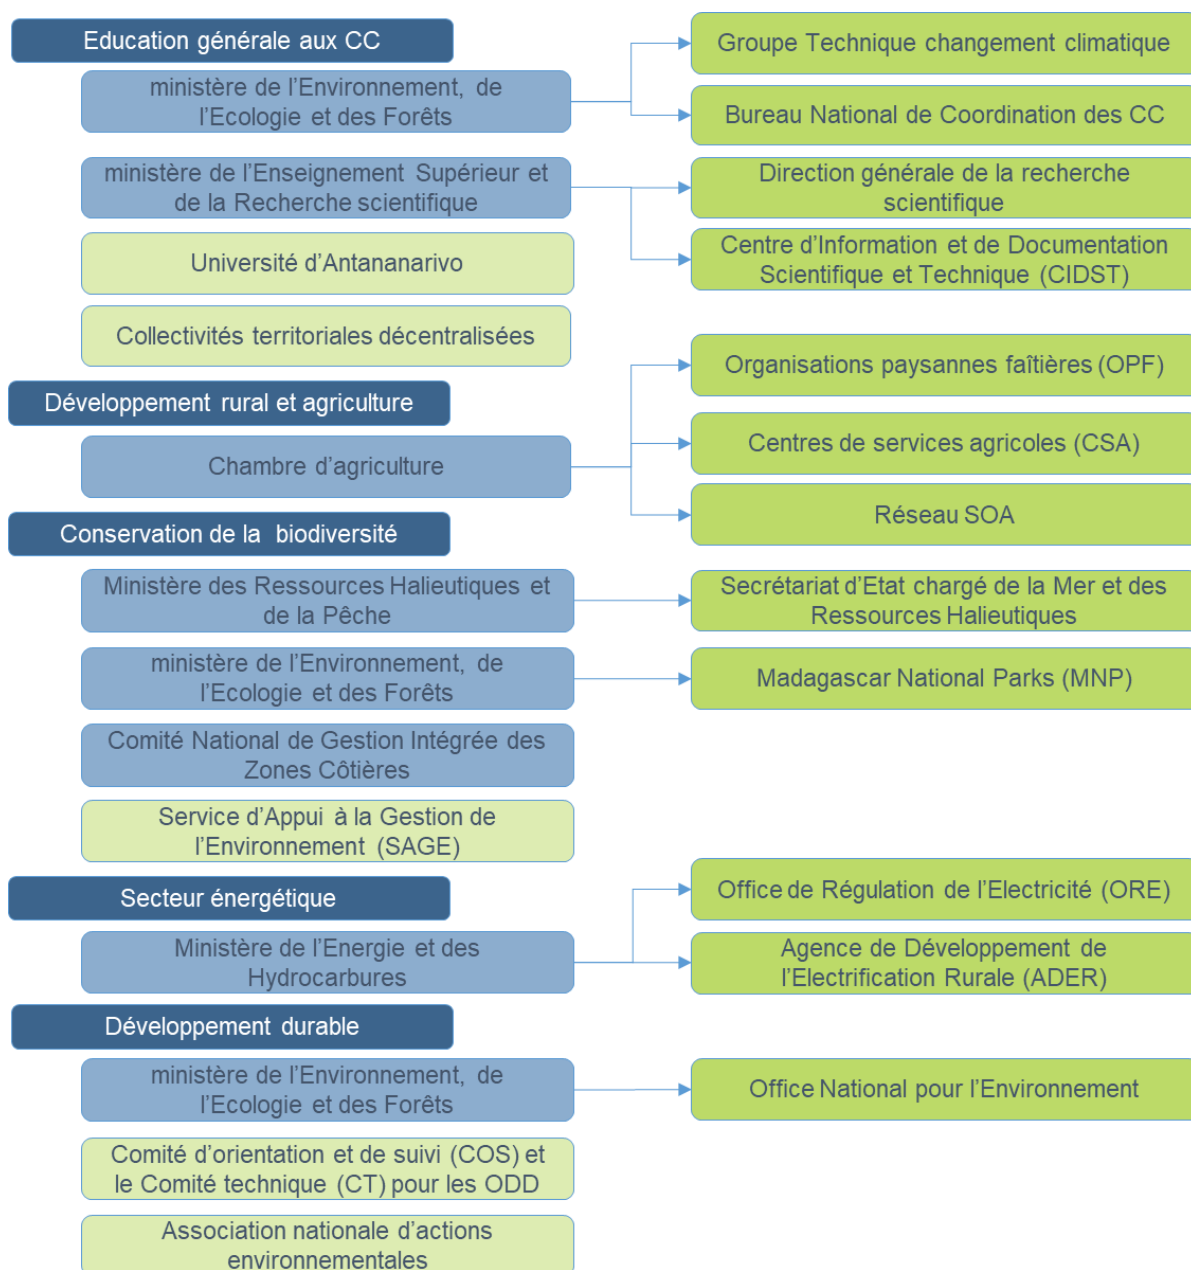 Education générale aux CC
ministère de l'Environnement, de
l'Ecologie et des Forêts
Groupe Technique changement climatique
Bureau National de Coordination des CC
ministère de l'Enseignement Supérieur et
de la Recherche scientifique
Direction générale de la recherche
scientifique
Centre d'Information et de Documentation
Scientifique et Technique (CIDST)
Université d'Antananarivo
Collectivités territoriales décentralisées
Développement rural et agriculture
Chambre d'agriculture
Organisations paysannes faîtières (OPF)
Centres de services agricoles (CSA)
Réseau SOA
Conservation de la biodiversité
Ministère des Ressources Halieutiques et
de la Pêche
Secrétariat d'Etat chargé de la Mer et des
Ressources Halieutiques
ministère de l'Environnement, de
l'Ecologie et des Forêts
Madagascar National Parks (MNP)
Comité National de Gestion Intégrée des
Zones Côtières
Service d'Appui à la Gestion de
l'Environnement (SAGE)
Secteur énergétique
Ministère de l'Energie et des
Hydrocarbures
Office de Régulation de l'Electricité (ORE)
Agence de Développement de
l'Electrification Rurale (ADER)
Développement durable
ministère de l'Environnement, de
l'Ecologie et des Forêts
Office National pour l'Environnement
Comité d'orientation et de suivi (COS) et
le Comité technique (CT) pour les ODD
Association nationale d'actions
environnementales